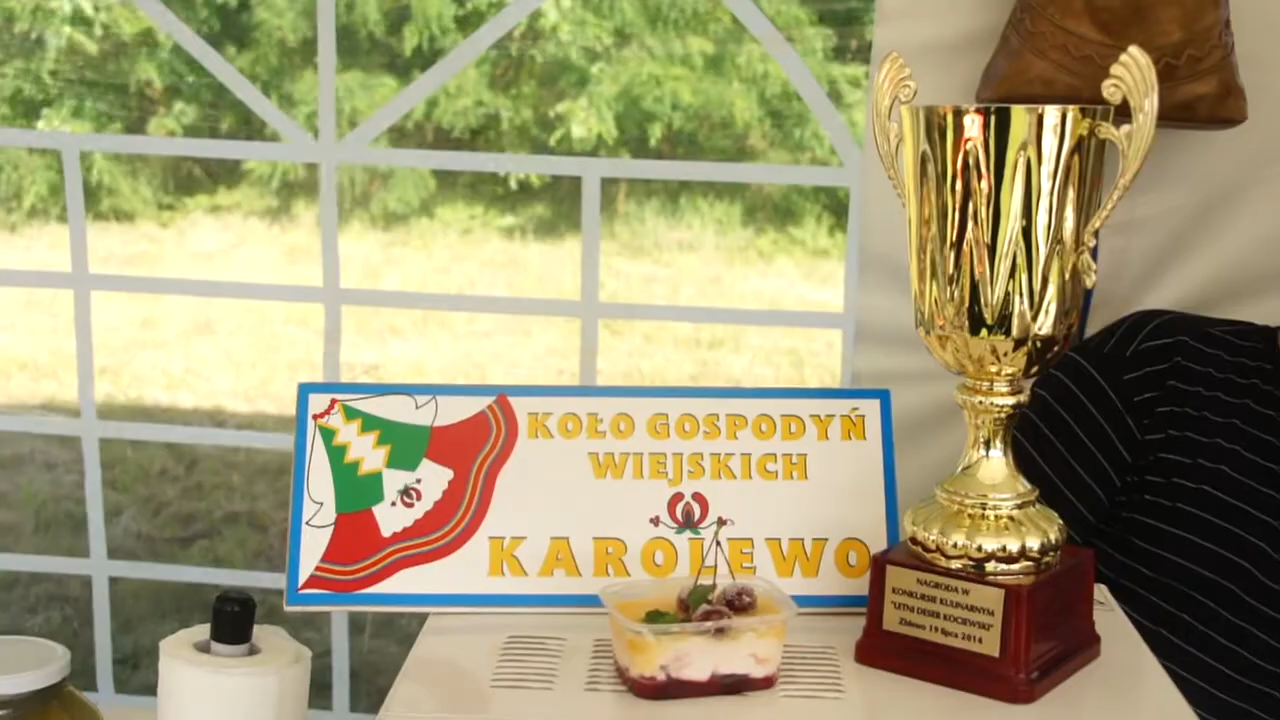 KOŁO GOSPODYŃ
WIEJSKICH
KAROLEWO
NAGRODA W
KONKURSIE KULINARNYM
"LETNI DESER KOCIEWSKI"
Zblewo 19 lipca 2014